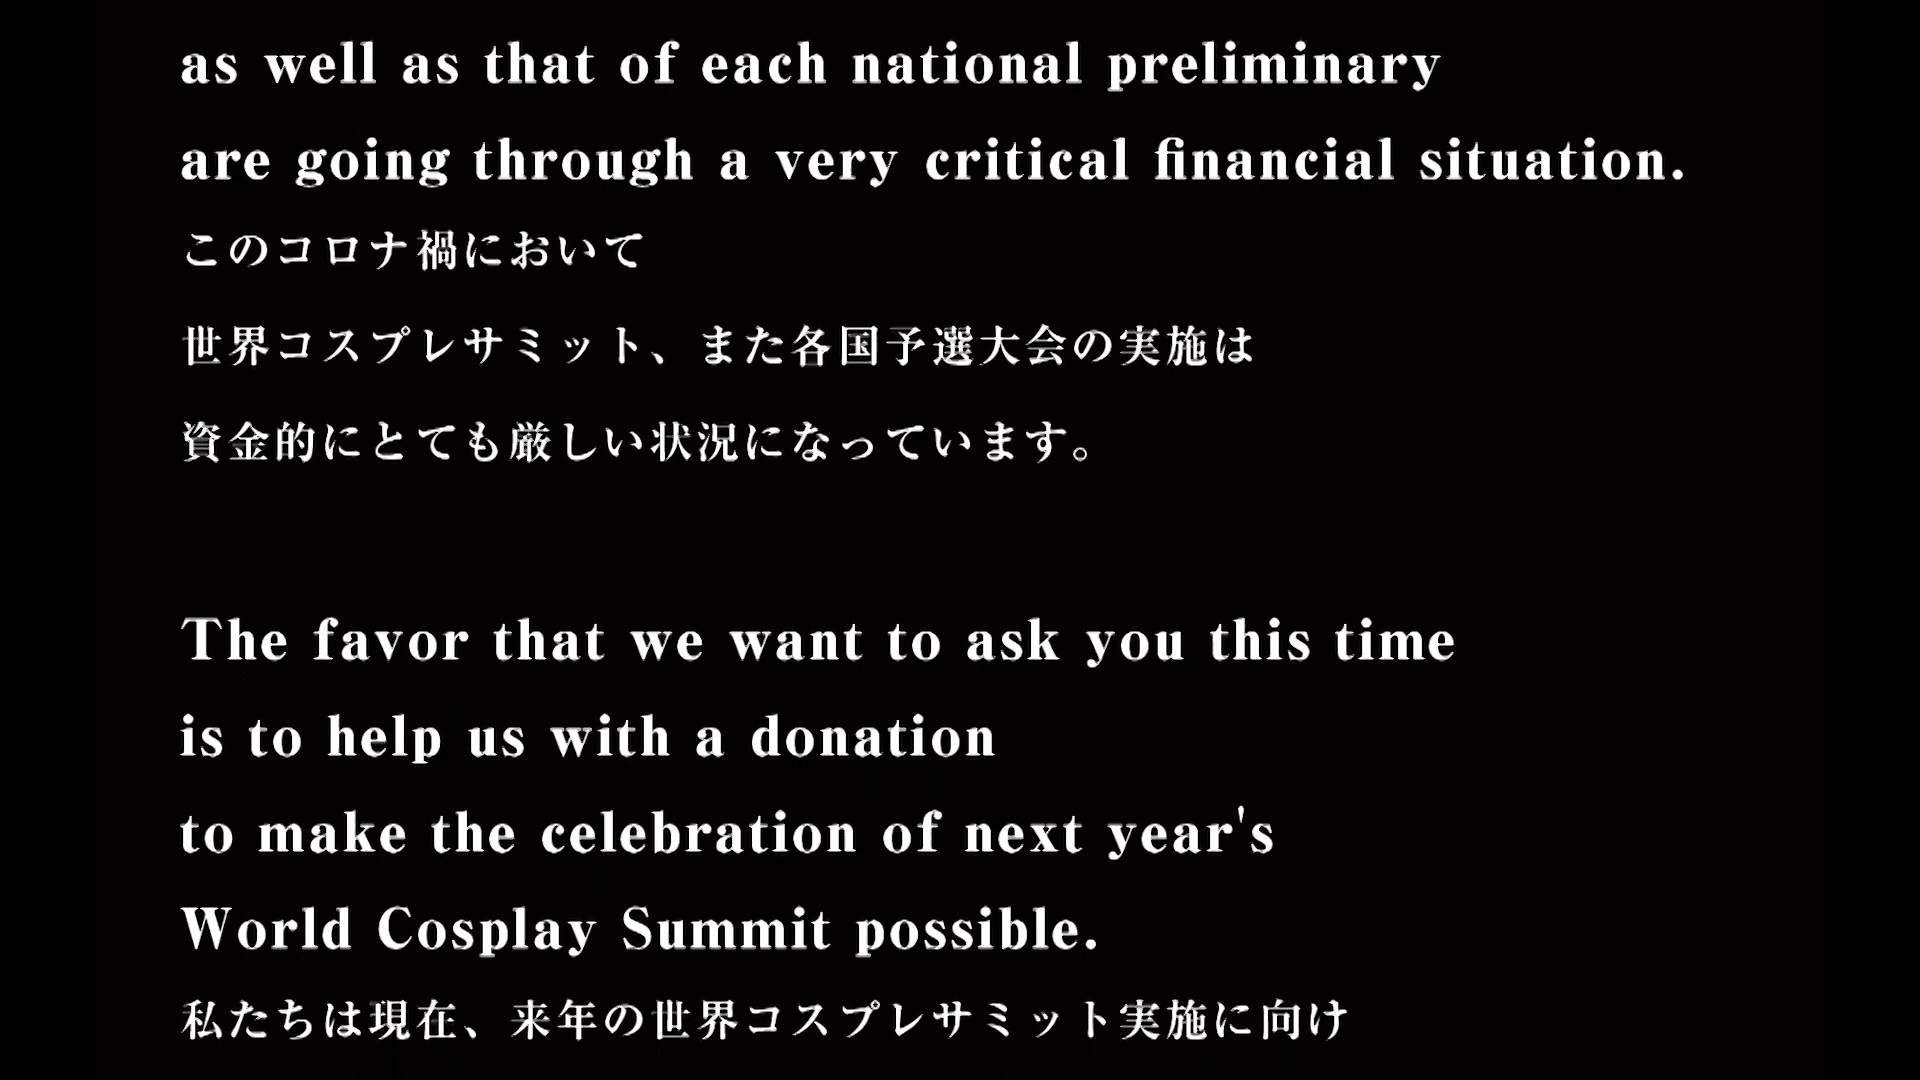 as well as that of each national preliminary
are going through a very critical financial situation.
このコロナ禍において
世界コスプレサミット、また各国予選大会の実施は
資金的にとても厳しい状況になっています。
The favor that we want to ask you this time
is to help us with a donation
to make the celebration of next year's
World Cosplay Summit possible.
私たちは現在、来年の世界コスプレサミット実施に向け